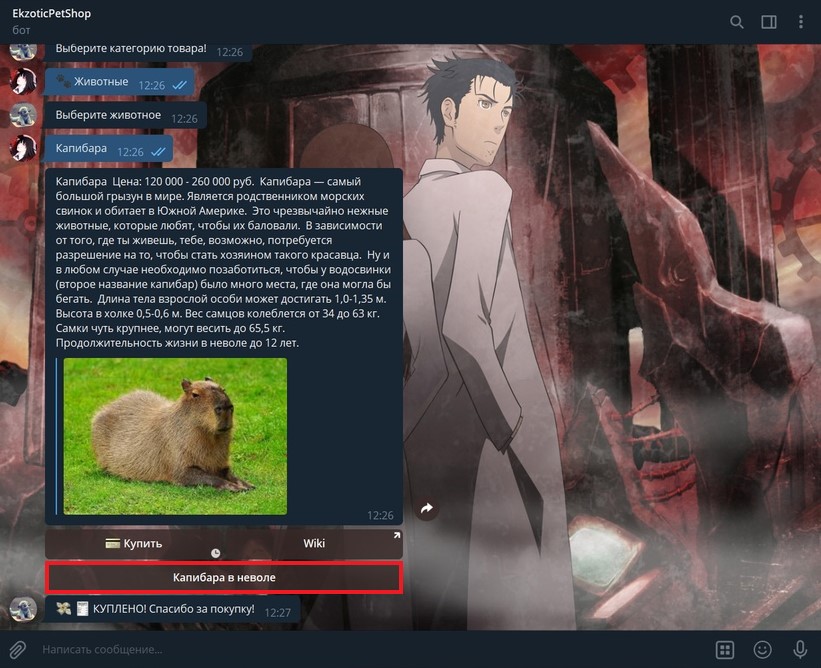 EkzoticPetShop
бот
Выберите категорию товара! 12:26
Животные 12:26
Выберите животное 12:26
Капибара 12:26
Капибара Цена: 120 000 - 260 000 руб. Капибара — самый
большой грызун в мире. Является родственником морских
свинок и обитает в Южной Америке. Это чрезвычайно нежные
животные, которые любят, чтобы их баловали. В зависимости
от того, где ты живешь, тебе, возможно, потребуется
разрешение на то, чтобы стать хозяином такого красавца. Ну и
в любом случае необходимо позаботиться, чтобы у водосвинки
(второе название капибар) было много места, где она могла бы
бегать. Длина тела взрослой особи может достигать 1,0-1,35 м.
Высота в холке 0,5-0,6 м. Вес самцов колеблется от 34 до 63 кг.
Самки чуть крупнее, могут весить до 65,5 кг.
Продолжительность жизни в неволе до 12 лет.
12:26
Купить Wiki
Капибара в неволе
КУПЛЕНО! Спасибо за покупку! 12:27
Написать сообщение...